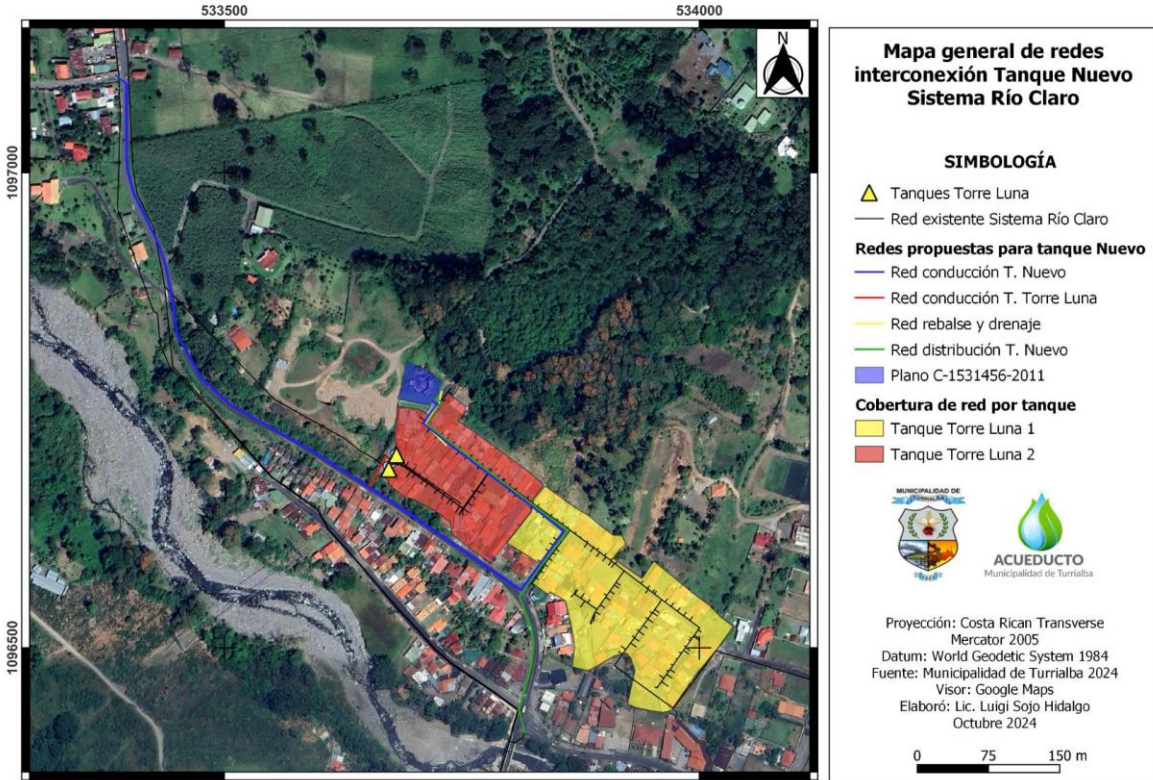 533500
534000
1097000
1096500
N
Mapa general de redes
interconexión Tanque Nuevo
Sistema Río Claro
SIMBOLOGÍA
Tanques Torre Luna
Red existente Sistema Río Claro
Redes propuestas para tanque Nuevo
Red conducción T. Nuevo
Red conducción T. Torre Luna
Red rebalse y drenaje
Red distribución T. Nuevo
Plano C-1531456-2011
Cobertura de red por tanque
Tanque Torre Luna 1
Tanque Torre Luna 2
MUNICIPALIDAD DE
TURRIALBA
ACUEDUCTO
Municipalidad de Turrialba
Proyección: Costa Rican Transverse
Mercator 2005
Datum: World Geodetic System 1984
Fuente: Municipalidad de Turrialba 2024
Visor: Google Maps
Elaboró: Lic. Luigi Sojo Hidalgo
Octubre 2024
0 75 150 m